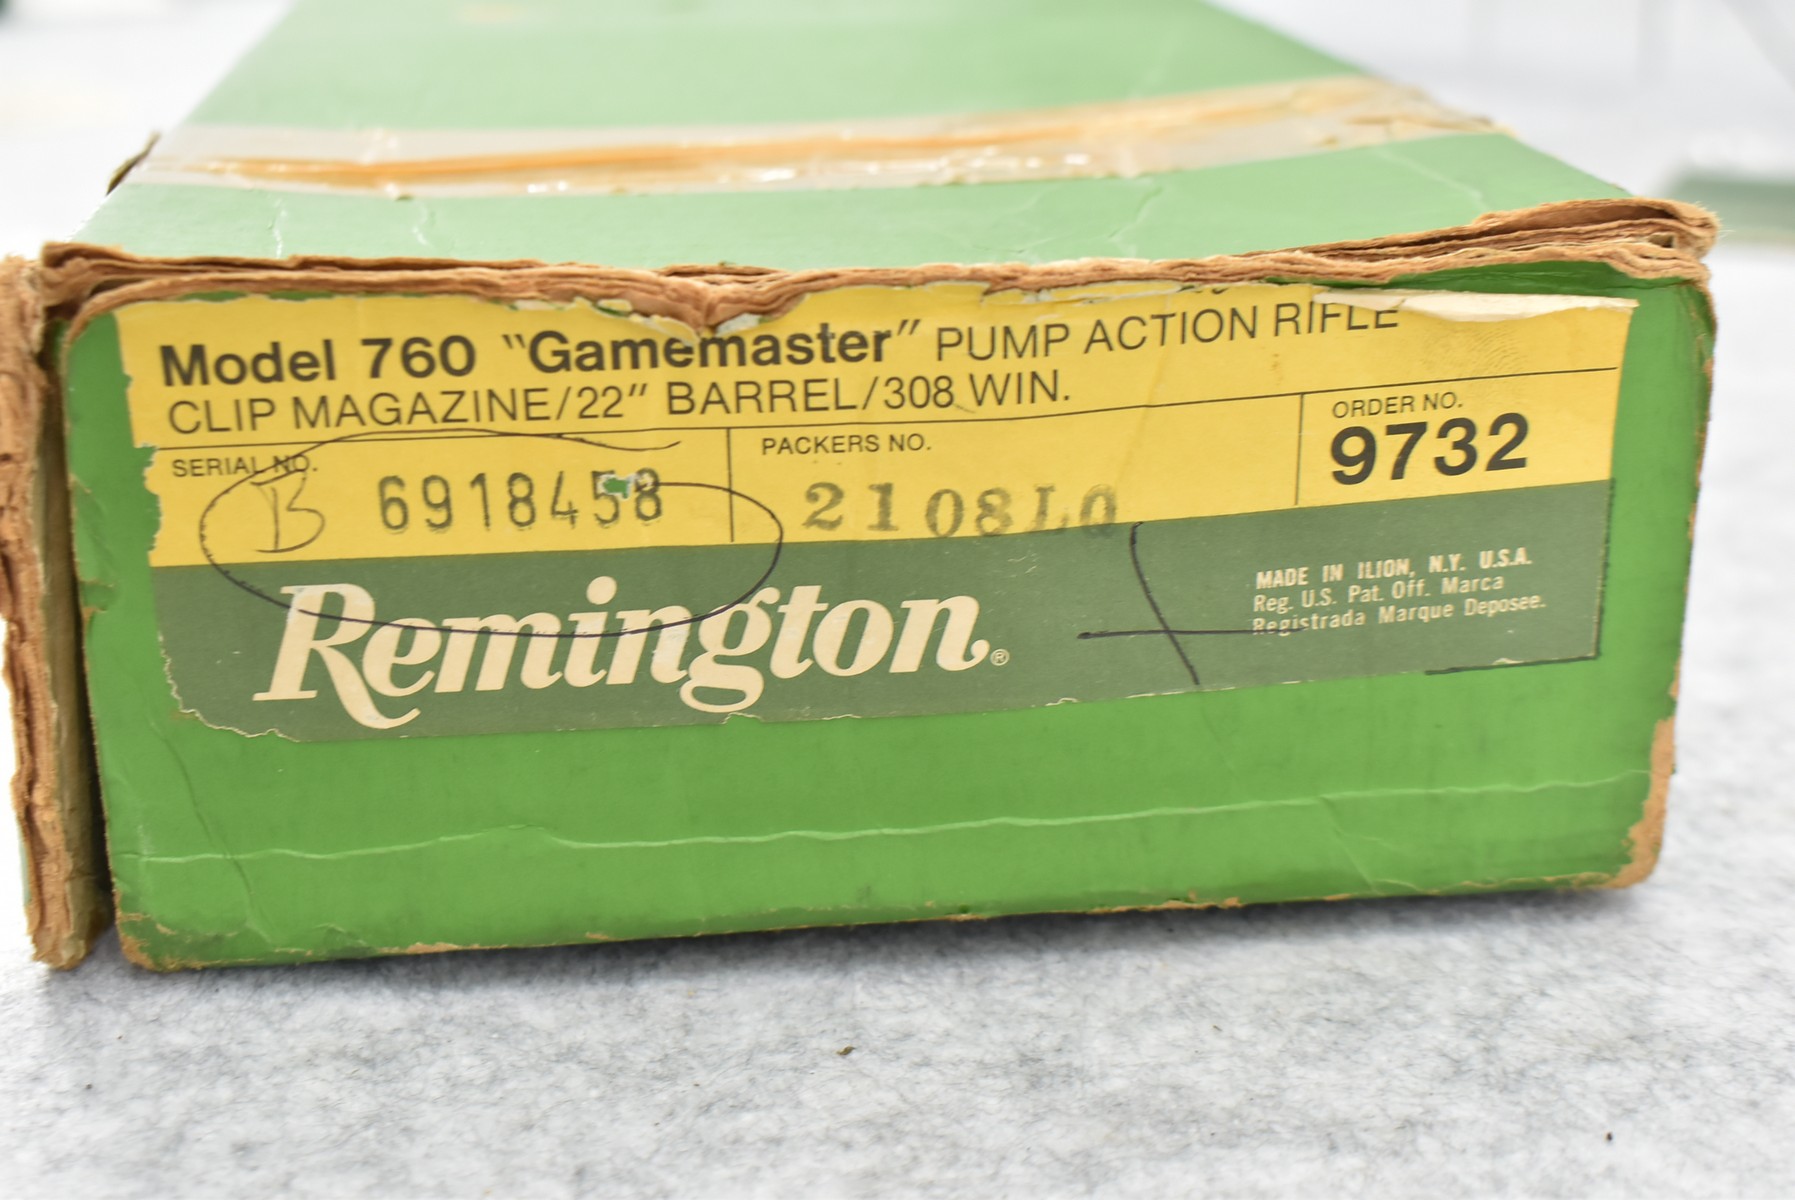 Model 760 "Gamemaster" PUMP ACTION RIFLE
CLIP MAGAZINE/22" BARREL/308 WIN.
SERIAL NO.
B 6918458
PACKERS NO.
2108LQ
ORDER NO.
9732
Remington®
MADE IN ILION, N.Y. U.S.A.
Reg. U.S. Pat. Off. Marca
Registrada Marque Deposee.